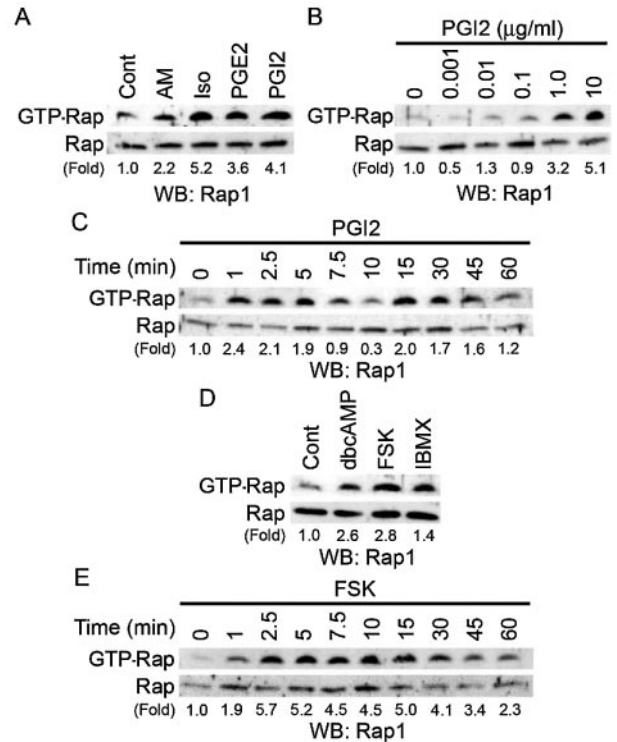 A
Cont AM Iso PGE2 PGI2
GTP-Rap
Rap
(Fold) 1.0 2.2 5.2 3.6 4.1
WB: Rap1
B
PGI2 (μg/ml)
0 0.001 0.01 0.1 1.0 10
GTP-Rap
Rap
(Fold) 1.0 0.5 1.3 0.9 3.2 5.1
WB: Rap1
C
PGI2
Time (min) 0 1 2.5 5 7.5 10 15 30 45 60
GTP-Rap
Rap
(Fold) 1.0 2.4 2.1 1.9 0.9 0.3 2.0 1.7 1.6 1.2
WB: Rap1
D
Cont dbcAMP FSK IBMX
GTP-Rap
Rap
(Fold) 1.0 2.6 2.8 1.4
WB: Rap1
E
FSK
Time (min) 0 1 2.5 5 7.5 10 15 30 45 60
GTP-Rap
Rap
(Fold) 1.0 1.9 5.7 5.2 4.5 4.5 5.0 4.1 3.4 2.3
WB: Rap1